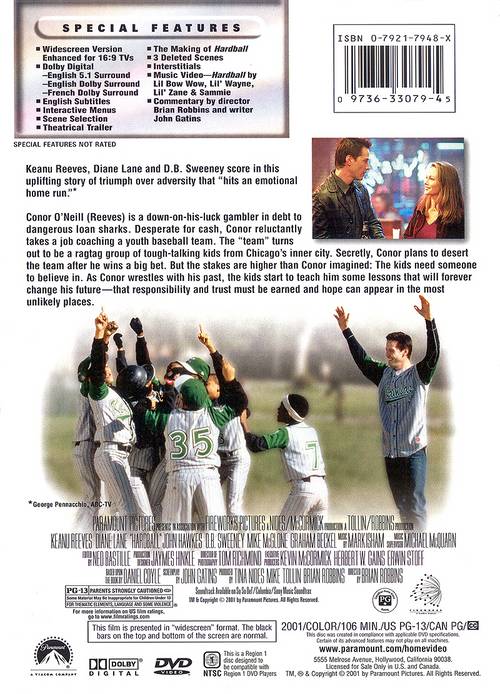 SPECIAL FEATURES
Widescreen Version
Enhanced for 16:9 TVs
Dolby Digital
–English 5.1 Surround
–English Dolby Surround
–French Dolby Surround
English Subtitles
Interactive Menus
Scene Selection
Theatrical Trailer
The Making of Hardball
3 Deleted Scenes
Interstitials
Music Video—Hardball by
Lil Bow Wow, Lil' Wayne,
Lil' Zane & Sammie
Commentary by director
Brian Robbins and writer
John Gatins
ISBN 0-7921-7948-X
0 9736-33079-4 5
SPECIAL FEATURES NOT RATED
Keanu Reeves, Diane Lane and D.B. Sweeney score in this
uplifting story of triumph over adversity that "hits an emotional
home run."*
Conor O'Neill (Reeves) is a down-on-his-luck gambler in debt to
dangerous loan sharks. Desperate for cash, Conor reluctantly
takes a job coaching a youth baseball team. The "team" turns
out to be a ragtag group of tough-talking kids from Chicago's inner city. Secretly, Conor plans to desert
the team after he wins a big bet. But the stakes are higher than Conor imagined: The kids need someone
to believe in. As Conor wrestles with his past, the kids start to teach him some lessons that will forever
change his future—that responsibility and trust must be earned and hope can appear in the most
unlikely places.
35
7
*George Pennacchio, ABC-TV
PARAMOUNT PICTURES PRESENTS IN ASSOCIATION WITH FIREWORKS PICTURES A NIDES/McCORMICK PRODUCTION A TOLLIN/ROBBINS PRODUCTION
KEANU REEVES DIANE LANE "HARDBALL" JOHN HAWKES D.B. SWEENEY MIKE McGLONE GRAHAM BECKEL MUSIC BY MARK ISHAM MUSIC SUPERVISOR MICHAEL McQUARN
EDITED BY NED BASTILLE PRODUCTION DESIGNER JAYMES HINKLE DIRECTOR OF PHOTOGRAPHY TOM RICHMOND EXECUTIVE PRODUCERS KEVIN McCORMICK HERBERT W. GAINS ERWIN STOFF
BASED UPON THE BOOK BY DANIEL COYLE SCREENPLAY BY JOHN GATINS PRODUCED BY TINA NIDES MIKE TOLLIN BRIAN ROBBINS DIRECTED BY BRIAN ROBBINS
PG-13 PARENTS STRONGLY CAUTIONED
Some Material May Be Inappropriate for Children Under 13
FOR THEMATIC ELEMENTS, LANGUAGE AND SOME VIOLENCE
For more information on film ratings,
go to www.filmratings.com
Soundtrack Available on So So Def/Columbia/Sony Music Soundtrax
TM & Copyright © 2001 by Paramount Pictures. All Rights Reserved.
PG
This film is presented in "widescreen" format. The black
bars on the top and bottom of the screen are normal.
2001/COLOR/106 MIN./US PG-13/CAN PG/CC
This disc was created in compliance with applicable DVD specifications.
Certain of its advanced features may not play on all machines.
www.paramount.com/homevideo
5555 Melrose Avenue, Hollywood, California 90038.
Licensed for Sale Only in U.S. and Canada.
TM, ® & Copyright © 2001 by Paramount Pictures. All Rights Reserved.
Paramount
A VIACOM COMPANY
DOLBY
DIGITAL
DVD
VIDEO
1
NTSC
This is a Region 1
disc designed to
be compatible with
Region 1 DVD Players